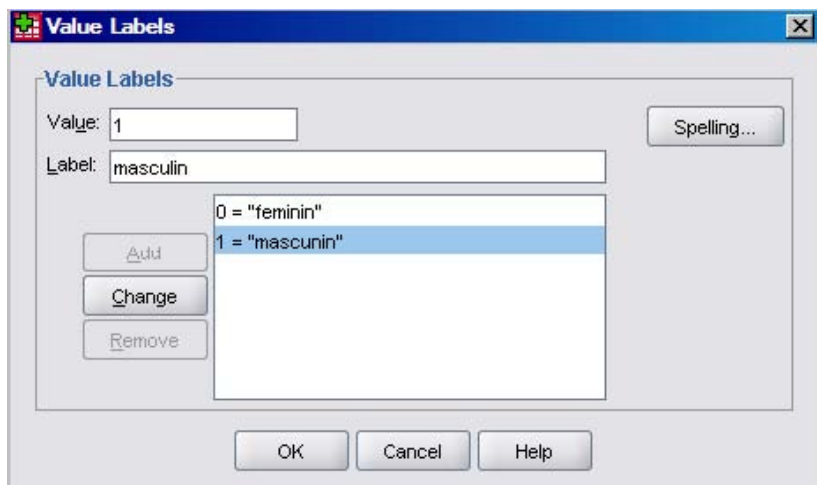 Value Labels
Value Labels
Value: 1
Spelling...
Label: masculin
0 = "feminin"
1 = "mascunin"
Add
Change
Remove
OK Cancel Help